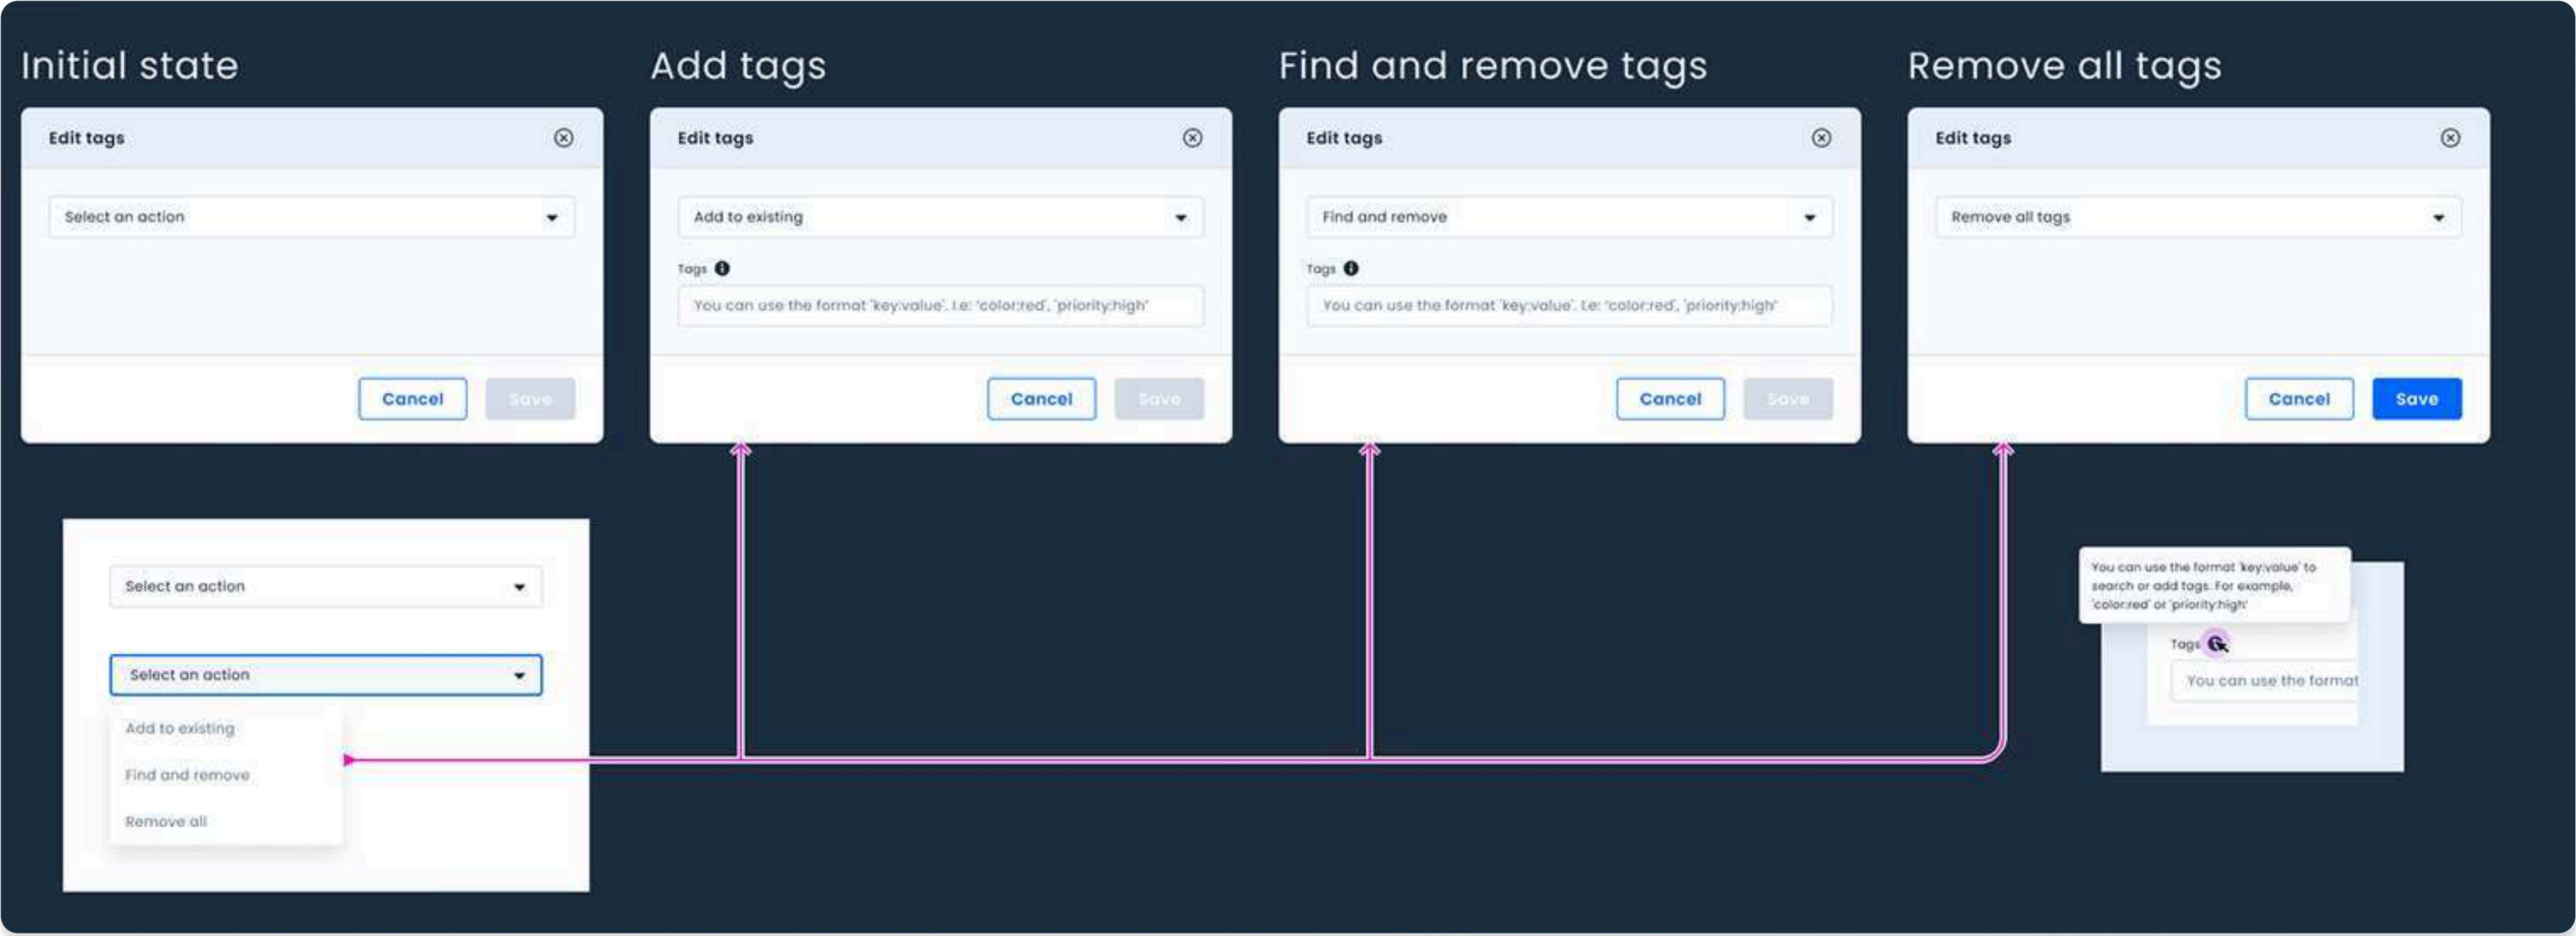 Initial state
Edit tags
Select an action
Cancel
Save
Add tags
Edit tags
Add to existing
Tags
You can use the format 'key:value'. I.e: 'color:red', 'priority:high'
Cancel
Save
Find and remove tags
Edit tags
Find and remove
Tags
You can use the format 'key:value'. I.e: 'color:red', 'priority:high'
Cancel
Save
Remove all tags
Edit tags
Remove all tags
Cancel
Save
Select an action
Select an action
Add to existing
Find and remove
Remove all
You can use the format 'key:value' to
search or add tags. For example,
'color:red' or 'priority:high'
Tags
You can use the format